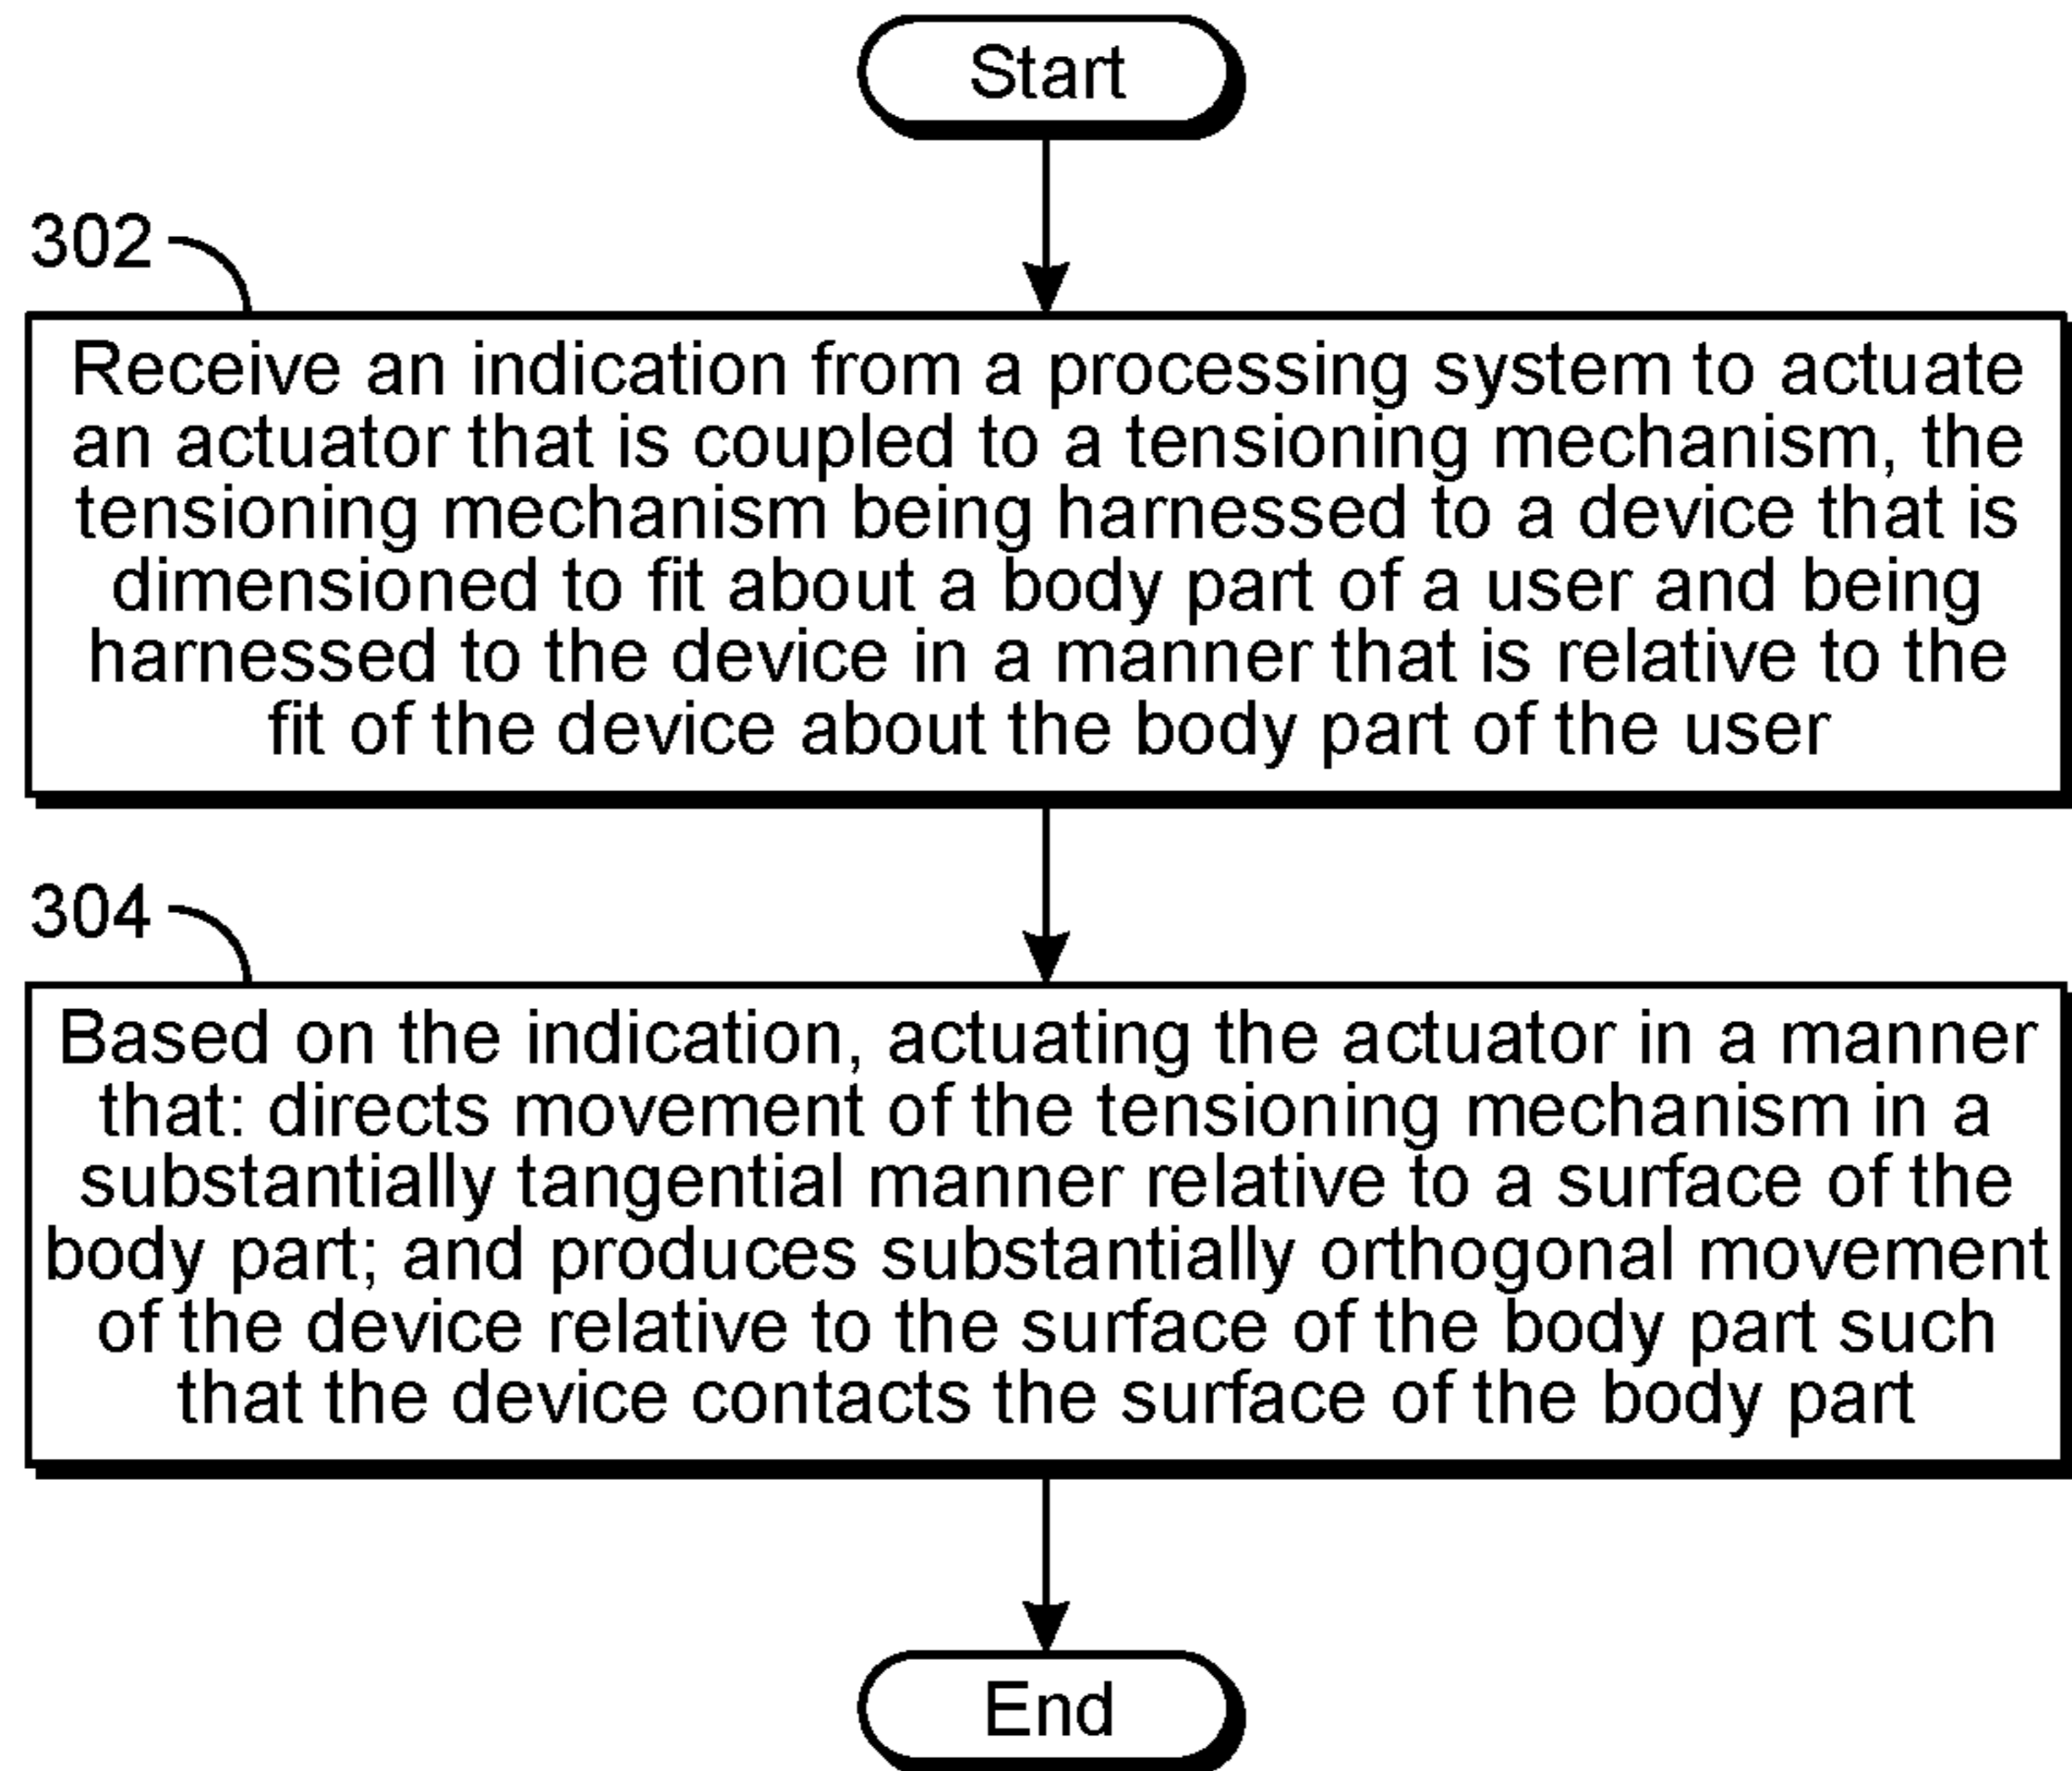 Start
302
Receive an indication from a processing system to actuate
an actuator that is coupled to a tensioning mechanism, the
tensioning mechanism being harnessed to a device that is
dimensioned to fit about a body part of a user and being
harnessed to the device in a manner that is relative to the
fit of the device about the body part of the user
304
Based on the indication, actuating the actuator in a manner
that: directs movement of the tensioning mechanism in a
substantially tangential manner relative to a surface of the
body part; and produces substantially orthogonal movement
of the device relative to the surface of the body part such
that the device contacts the surface of the body part
End